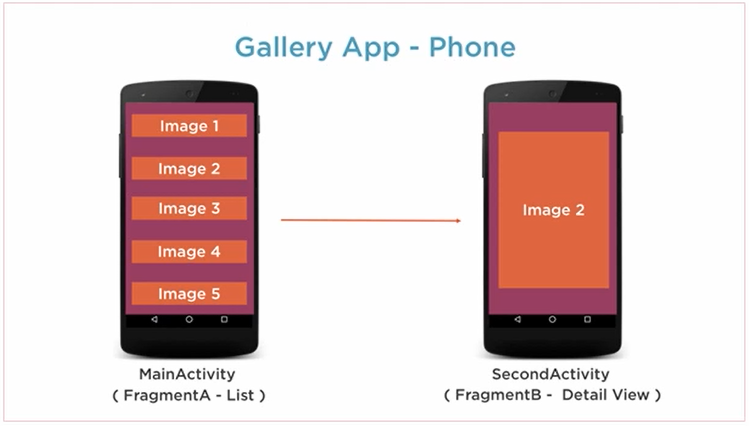 Gallery App - Phone
Image 1
Image 2
Image 3
Image 4
Image 5
Image 2
MainActivity
( FragmentA - List )
SecondActivity
( FragmentB -  Detail View )